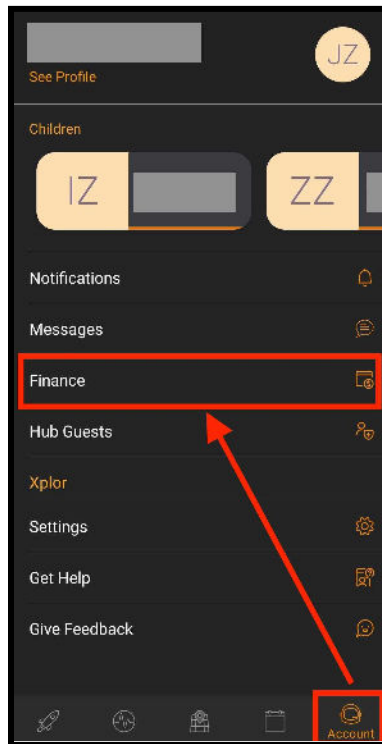 JZ
See Profile
Children
IZ
ZZ
Notifications
Messages
Finance
Hub Guests
Xplor
Settings
Get Help
Give Feedback
Account